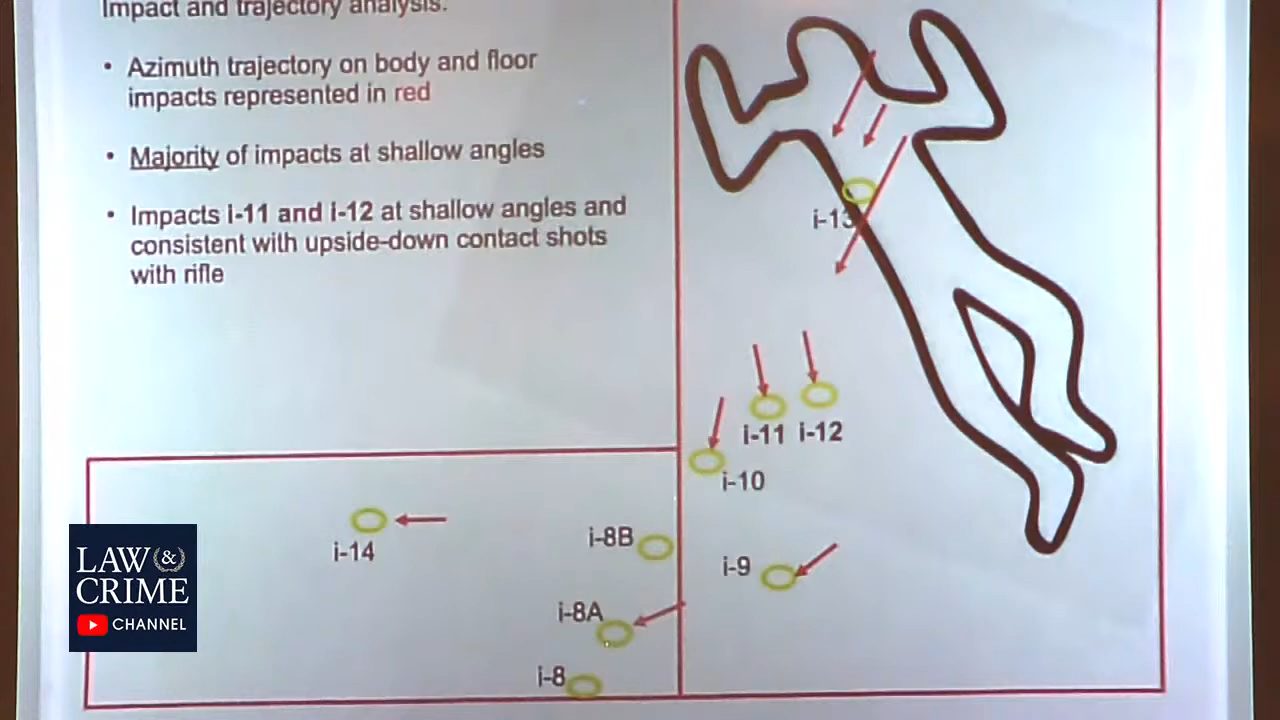 Impact and trajectory analysis:
• Azimuth trajectory on body and floor
impacts represented in red
• Majority of impacts at shallow angles
• Impacts i-11 and i-12 at shallow angles and
consistent with upside-down contact shots
with rifle
i-13
i-11 i-12
i-10
i-14
i-8B
i-9
i-8A
i-8
LAW &
CRIME
CHANNEL